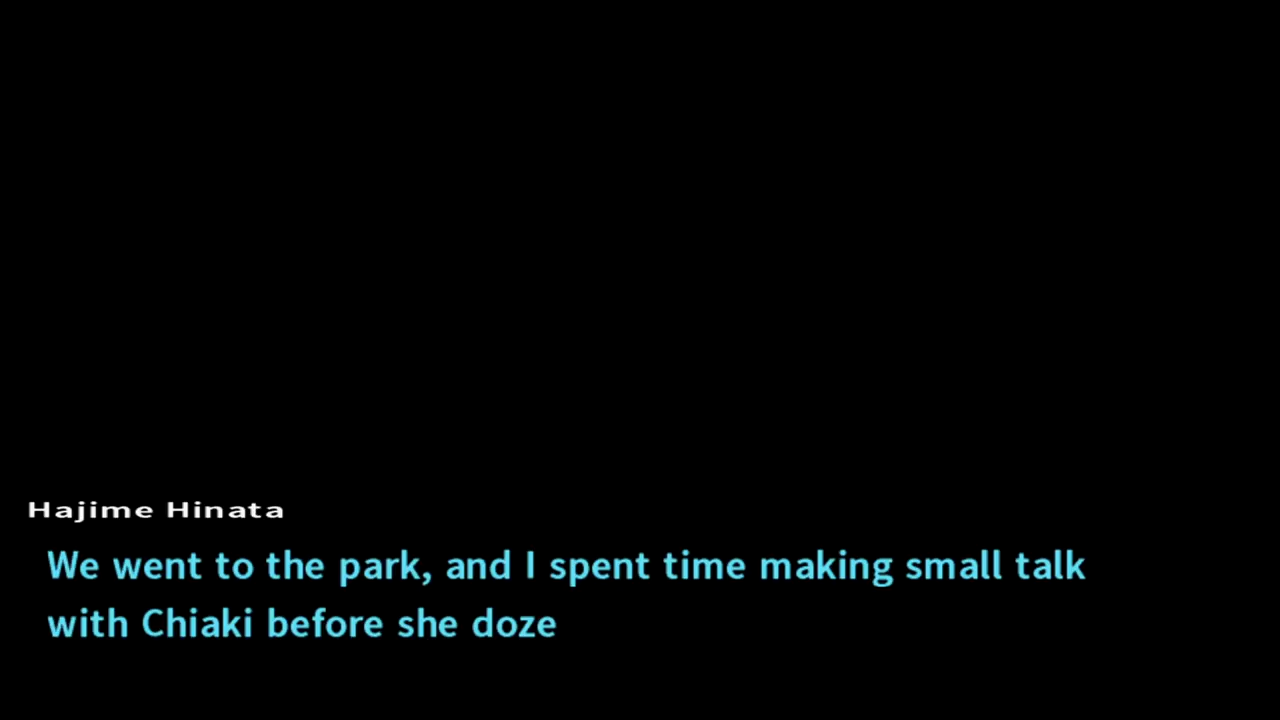 Hajime Hinata
We went to the park, and I spent time making small talk
with Chiaki before she doze